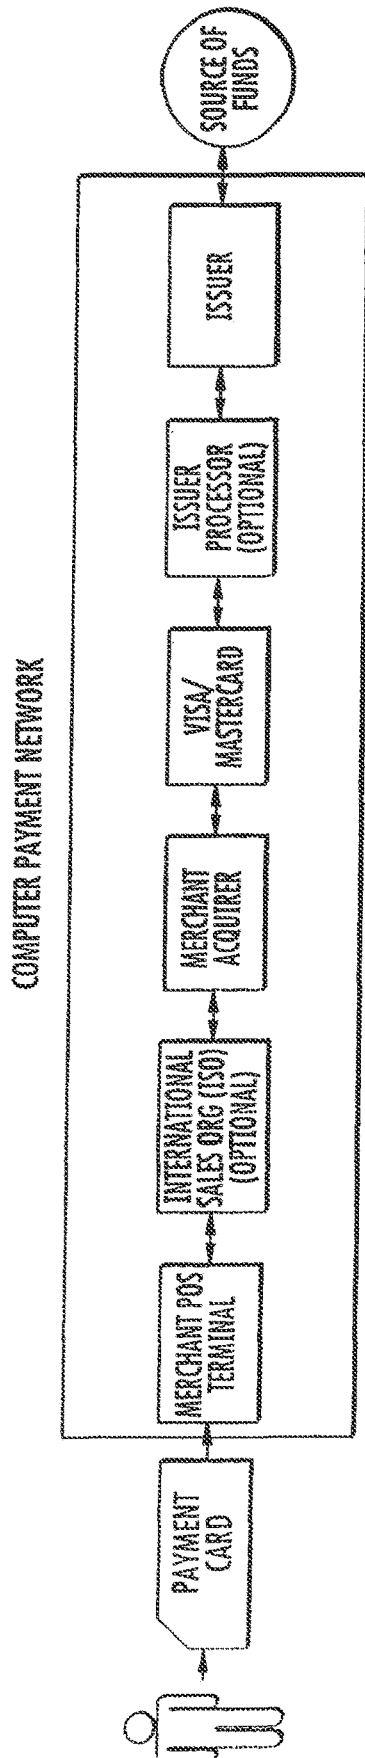 COMPUTER PAYMENT NETWORK
PAYMENT
CARD
MERCHANT POS
TERMINAL
INTERNATIONAL
SALES ORG (ISO)
(OPTIONAL)
MERCHANT
ACQUIRER
VISA/
MASTERCARD
ISSUER
PROCESSOR
(OPTIONAL)
ISSUER
SOURCE OF
FUNDS